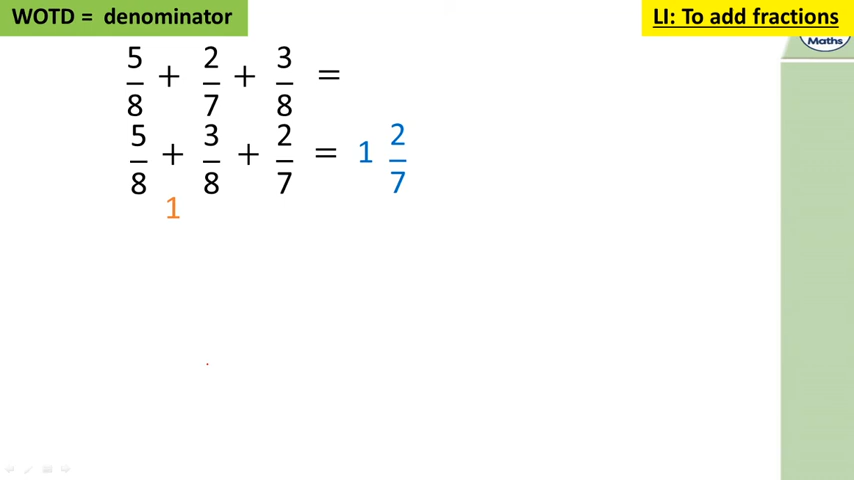 WOTD = denominator
LI: To add fractions
Maths
5/8 + 2/7 + 3/8 =
5/8 + 3/8 + 2/7 = 1 2/7
1